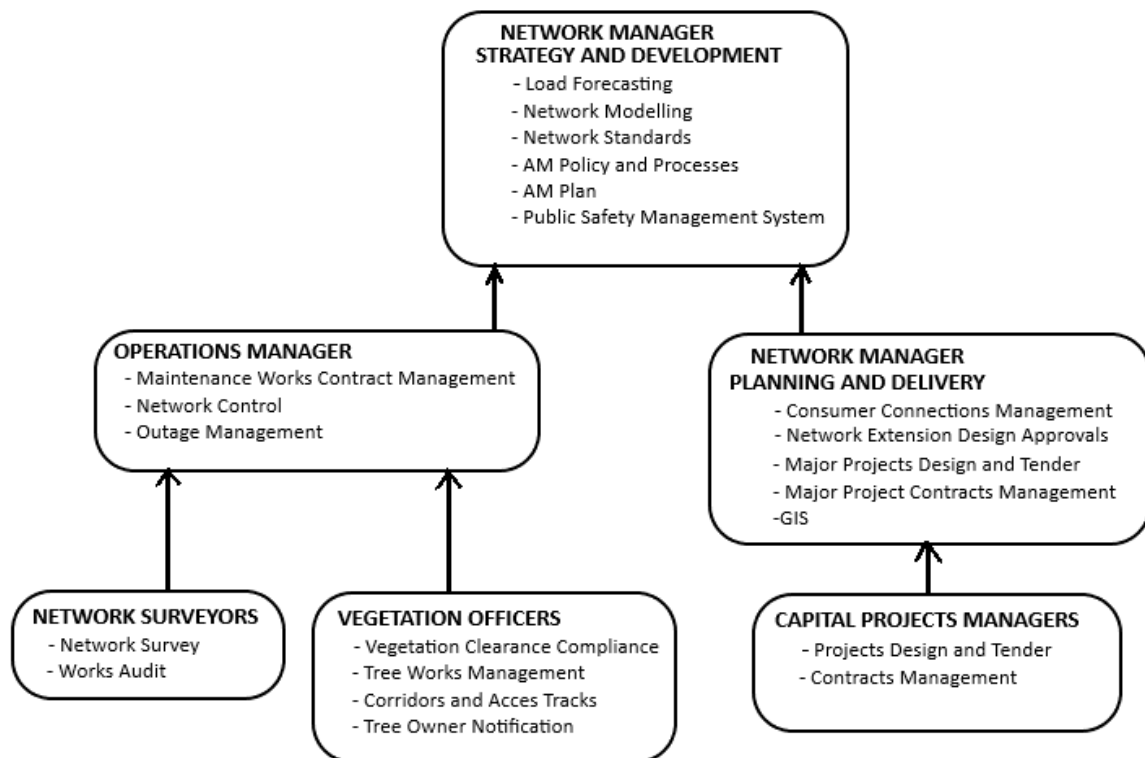 NETWORK MANAGER
STRATEGY AND DEVELOPMENT
- Load Forecasting
- Network Modelling
- Network Standards
- AM Policy and Processes
- AM Plan
- Public Safety Management System
OPERATIONS MANAGER
- Maintenance Works Contract Management
- Network Control
- Outage Management
NETWORK MANAGER
PLANNING AND DELIVERY
- Consumer Connections Management
- Network Extension Design Approvals
- Major Projects Design and Tender
- Major Project Contracts Management
-GIS
NETWORK SURVEYORS
- Network Survey
- Works Audit
VEGETATION OFFICERS
- Vegetation Clearance Compliance
- Tree Works Management
- Corridors and Acces Tracks
- Tree Owner Notification
CAPITAL PROJECTS MANAGERS
- Projects Design and Tender
- Contracts Management